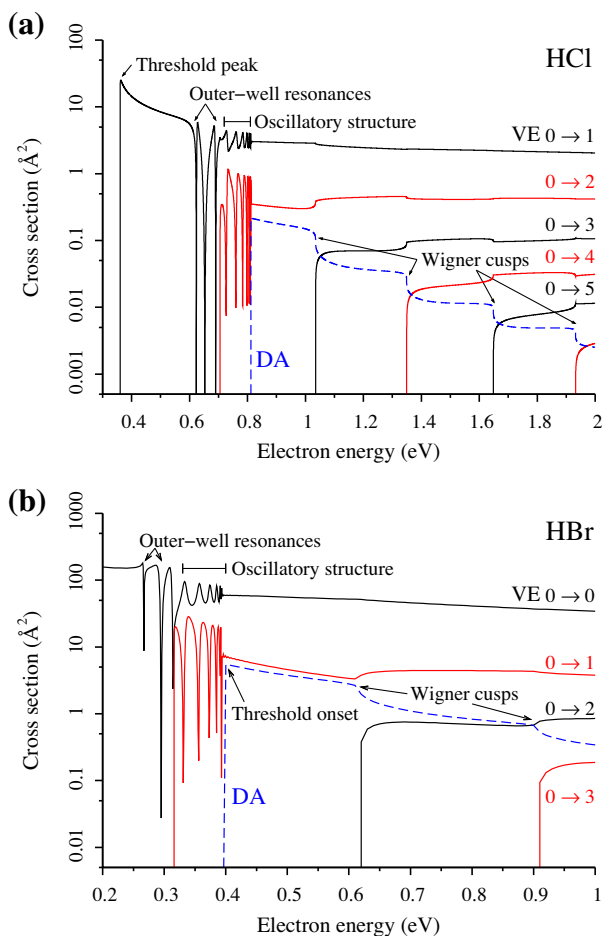 (a)
HCl
Threshold peak
Outer−well resonances
Oscillatory structure
VE 0 → 1
0 → 2
0 → 3
0 → 4
0 → 5
Wigner cusps
DA
Cross section (Å²)
100
10
1
0.1
0.01
0.001
0.4 0.6 0.8 1 1.2 1.4 1.6 1.8 2
Electron energy (eV)
(b)
HBr
Outer−well resonances
Oscillatory structure
VE 0 → 0
0 → 1
Wigner cusps
Threshold onset
0 → 2
DA
0 → 3
Cross section (Å²)
1000
100
10
1
0.1
0.01
0.2 0.3 0.4 0.5 0.6 0.7 0.8 0.9 1
Electron energy (eV)